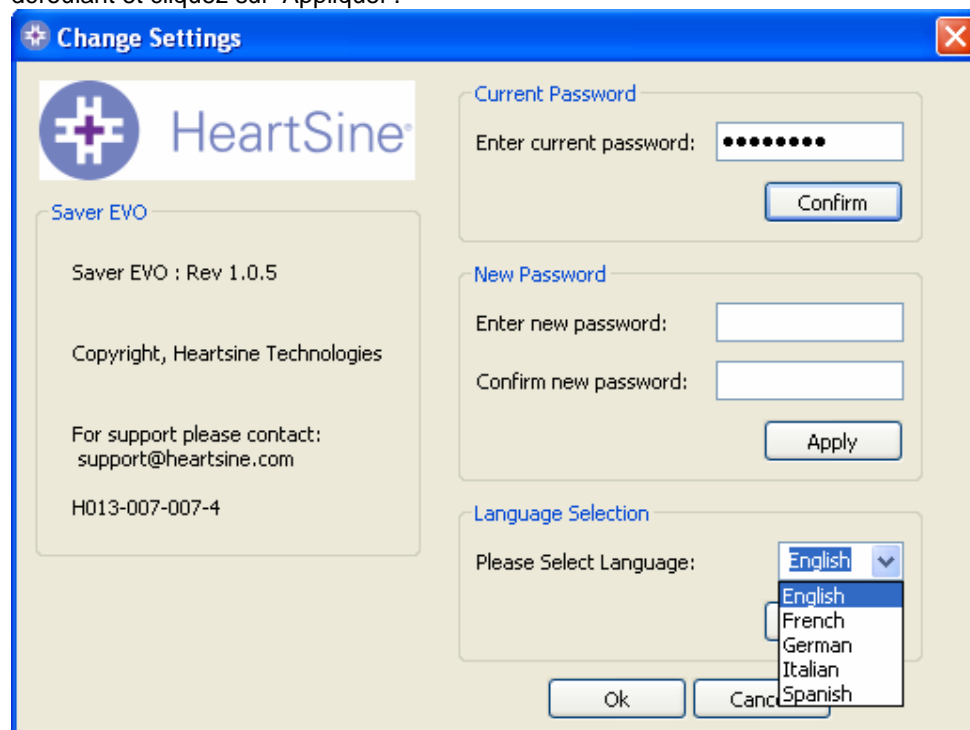 déroulant et cliquez sur 'Appliquer'.
Change Settings
HeartSine®
Saver EVO
Saver EVO : Rev 1.0.5
Copyright, Heartsine Technologies
For support please contact:
support@heartsine.com
H013-007-007-4
Current Password
Enter current password: ●●●●●●●●
Confirm
New Password
Enter new password:
Confirm new password:
Apply
Language Selection
Please Select Language: English
English
French
German
Italian
Spanish
Ok